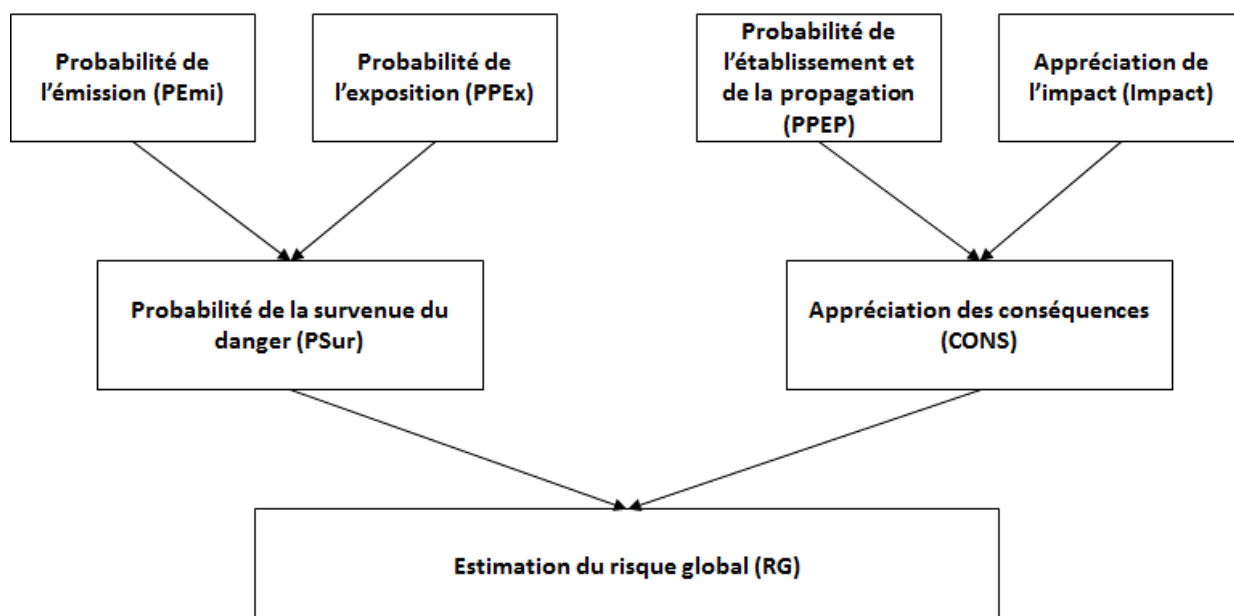 Probabilité de
l'émission (PEmi)
Probabilité de
l'exposition (PPEx)
Probabilité de
l'établissement et
de la propagation
(PPEP)
Appréciation de
l'impact (Impact)
Probabilité de la survenue du
danger (PSur)
Appréciation des conséquences
(CONS)
Estimation du risque global (RG)